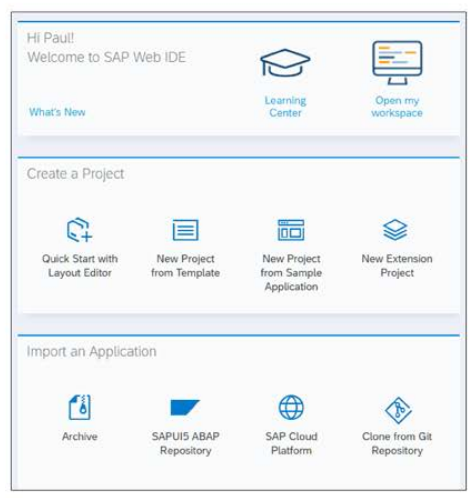 Hi Paul!
Welcome to SAP Web IDE
What's New
Learning
Center
Open my
workspace
Create a Project
Quick Start with
Layout Editor
New Project
from Template
New Project
from Sample
Application
New Extension
Project
Import an Application
Archive
SAPUI5 ABAP
Repository
SAP Cloud
Platform
Clone from Git
Repository